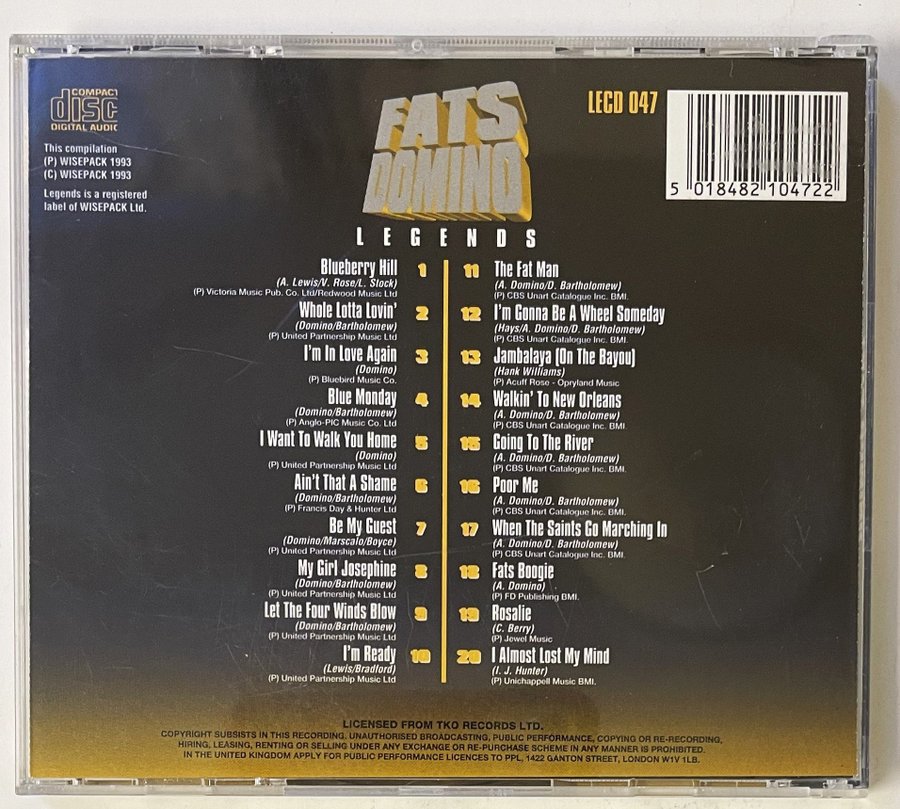 COMPACT
disc
DIGITAL AUDIO
This compilation
(P) WISEPACK 1993
(C) WISEPACK 1993
Legends is a registered
label of WISEPACK Ltd.
FATS
DOMINO
LEGENDS
LECD 047
5 018482 104722
Blueberry Hill 1
(A. Lewis/V. Rose/L. Stock)
(P) Victoria Music Pub. Co. Ltd/Redwood Music Ltd
Whole Lotta Lovin' 2
(Domino/Bartholomew)
(P) United Partnership Music Ltd
I'm In Love Again 3
(Domino)
(P) Bluebird Music Co.
Blue Monday 4
(Domino/Bartholomew)
(P) Anglo-PIC Music Co. Ltd
I Want To Walk You Home 5
(Domino)
(P) United Partnership Music Ltd
Ain't That A Shame 6
(Domino/Bartholomew)
(P) Francis Day & Hunter Ltd
Be My Guest 7
(Domino/Marscalo/Boyce)
(P) United Partnership Music Ltd
My Girl Josephine 8
(Domino/Bartholomew)
(P) United Partnership Music Ltd
Let The Four Winds Blow 9
(Domino/Bartholomew)
(P) United Partnership Music Ltd
I'm Ready 10
(Lewis/Bradford)
(P) United Partnership Music Ltd
11 The Fat Man
(A. Domino/D. Bartholomew)
(P) CBS Unart Catalogue Inc. BMI.
12 I'm Gonna Be A Wheel Someday
(Hays/A. Domino/D. Bartholomew)
(P) CBS Unart Catalogue Inc. BMI.
13 Jambalaya (On The Bayou)
(Hank Williams)
(P) Acuff Rose - Opryland Music
14 Walkin' To New Orleans
(A. Domino/D. Bartholomew)
(P) CBS Unart Catalogue Inc. BMI.
15 Going To The River
(A. Domino/D. Bartholomew)
(P) CBS Unart Catalogue Inc. BMI.
16 Poor Me
(A. Domino/D. Bartholomew)
(P) CBS Unart Catalogue Inc. BMI.
17 When The Saints Go Marching In
(A. Domino/D. Bartholomew)
(P) CBS Unart Catalogue Inc. BMI.
18 Fats Boogie
(A. Domino)
(P) FD Publishing BMI.
19 Rosalie
(C. Berry)
(P) Jewel Music
20 I Almost Lost My Mind
(I. J. Hunter)
(P) Unichappell Music BMI.
LICENSED FROM TKO RECORDS LTD.
COPYRIGHT SUBSISTS IN THIS RECORDING. UNAUTHORISED BROADCASTING, PUBLIC PERFORMANCE, COPYING OR RE-RECORDING,
HIRING, LEASING, RENTING OR SELLING UNDER ANY EXCHANGE OR RE-PURCHASE SCHEME IN ANY MANNER IS PROHIBITED.
IN THE UNITED KINGDOM APPLY FOR PUBLIC PERFORMANCE LICENCES TO PPL, 1422 GANTON STREET, LONDON W1V 1LB.